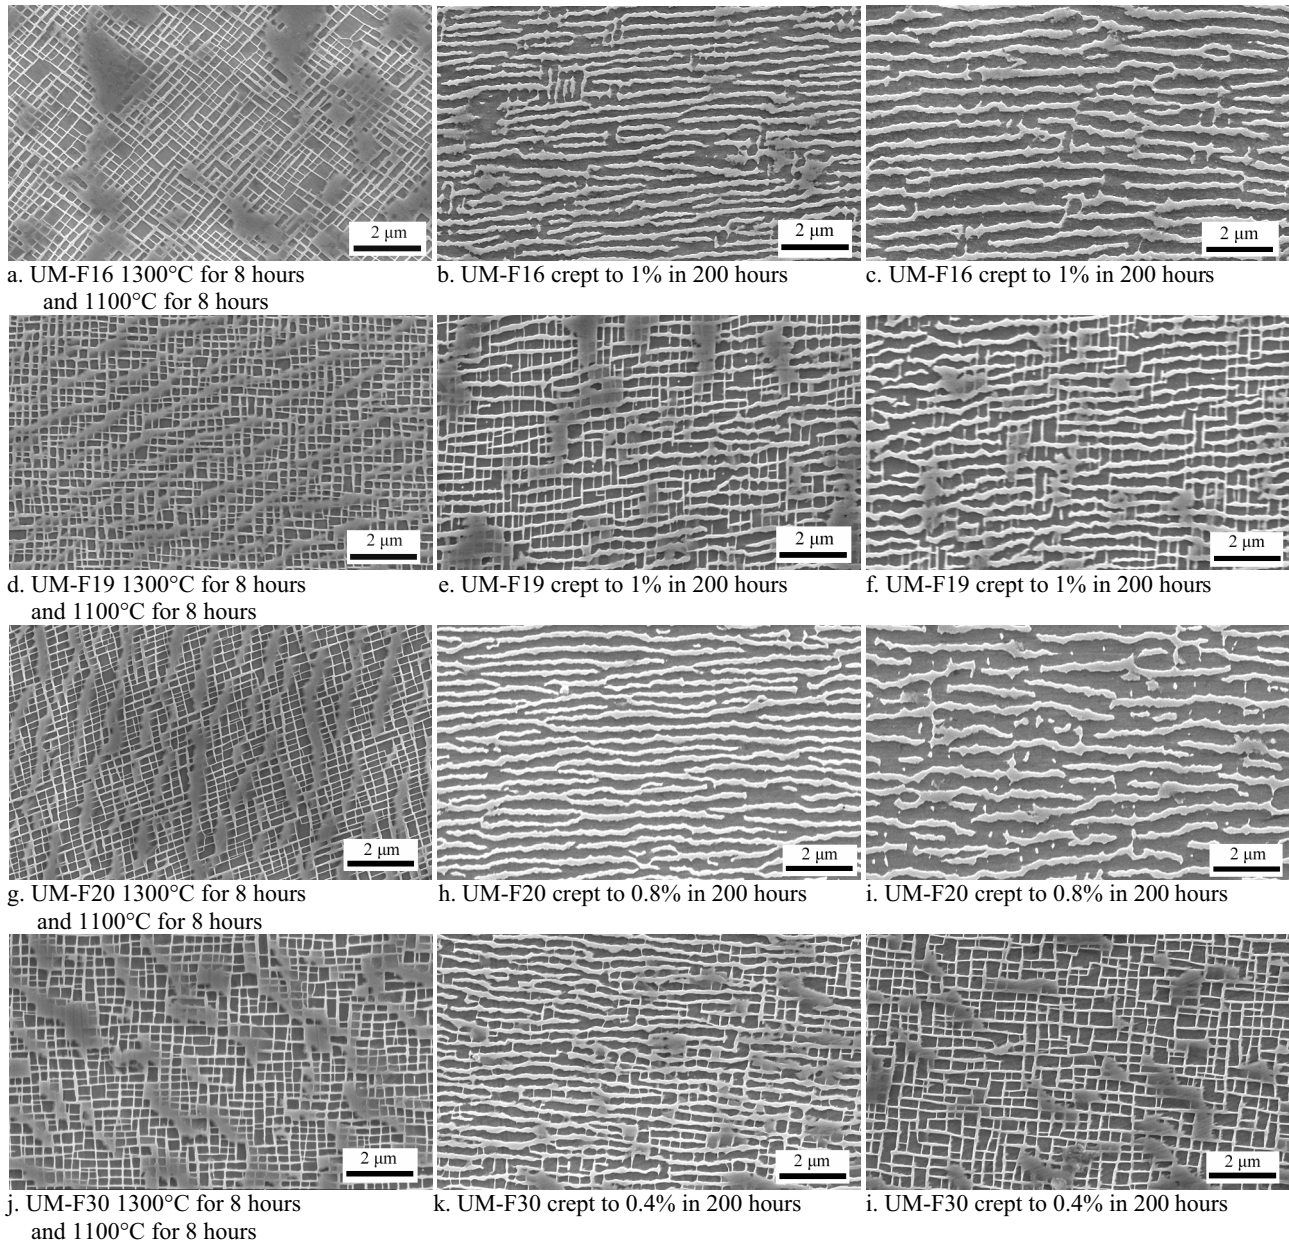 2 μm
2 μm
2 μm
a. UM-F16 1300°C for 8 hours
and 1100°C for 8 hours
b. UM-F16 crept to 1% in 200 hours
c. UM-F16 crept to 1% in 200 hours
2 μm
2 μm
2 μm
d. UM-F19 1300°C for 8 hours
and 1100°C for 8 hours
e. UM-F19 crept to 1% in 200 hours
f. UM-F19 crept to 1% in 200 hours
2 μm
2 μm
2 μm
g. UM-F20 1300°C for 8 hours
and 1100°C for 8 hours
h. UM-F20 crept to 0.8% in 200 hours
i. UM-F20 crept to 0.8% in 200 hours
2 μm
2 μm
2 μm
j. UM-F30 1300°C for 8 hours
and 1100°C for 8 hours
k. UM-F30 crept to 0.4% in 200 hours
i. UM-F30 crept to 0.4% in 200 hours